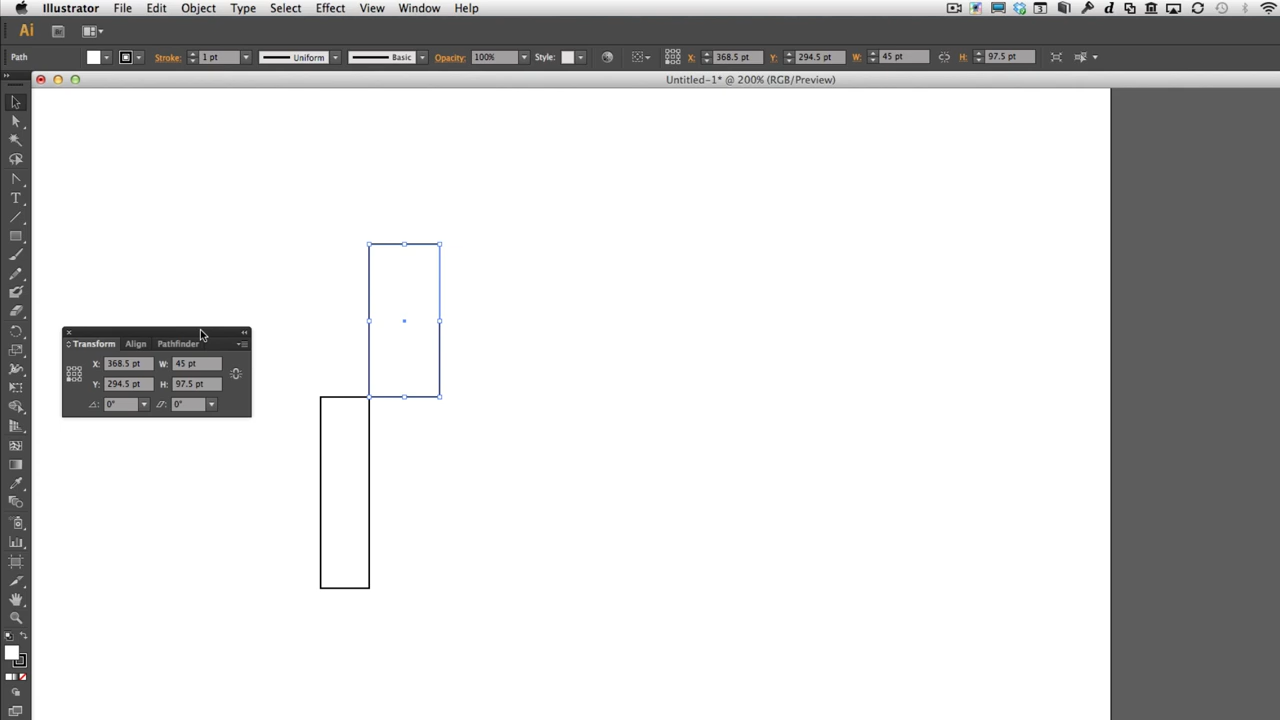 Illustrator File Edit Object Type Select Effect View Window Help
3
Ai Br
Path Stroke: 1 pt Uniform Basic Opacity: 100% Style: X: 368.5 pt Y: 294.5 pt W: 45 pt H: 97.5 pt
Untitled-1* @ 200% (RGB/Preview)
T
Transform Align Pathfinder
X: 368.5 pt W: 45 pt
Y: 294.5 pt H: 97.5 pt
0° 0°